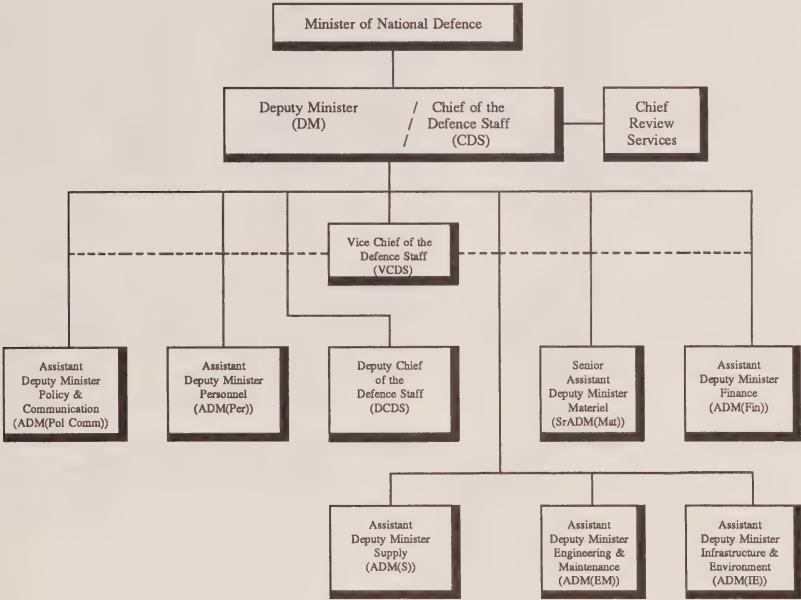 Minister of National Defence
Deputy Minister
(DM)
/ Chief of the
/ Defence Staff
/ (CDS)
Chief
Review
Services
Vice Chief of the
Defence Staff
(VCDS)
Assistant
Deputy Minister
Policy &
Communication
(ADM(Pol Comm))
Assistant
Deputy Minister
Personnel
(ADM(Per))
Deputy Chief
of the
Defence Staff
(DCDS)
Senior
Assistant
Deputy Minister
Materiel
(SrADM(Mat))
Assistant
Deputy Minister
Finance
(ADM(Fin))
Assistant
Deputy Minister
Supply
(ADM(S))
Assistant
Deputy Minister
Engineering &
Maintenance
(ADM(EM))
Assistant
Deputy Minister
Infrastructure &
Environment
(ADM(IE))